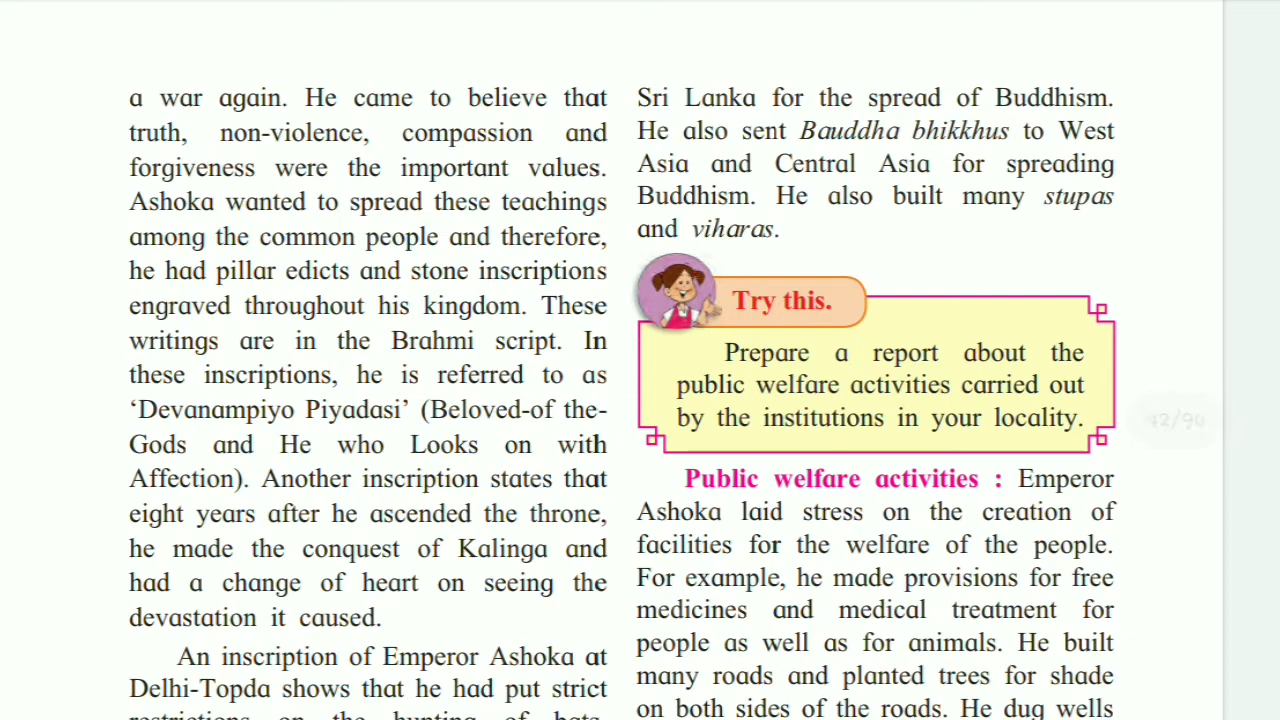 a war again. He came to believe that
truth, non-violence, compassion and
forgiveness were the important values.
Ashoka wanted to spread these teachings
among the common people and therefore,
he had pillar edicts and stone inscriptions
engraved throughout his kingdom. These
writings are in the Brahmi script. In
these inscriptions, he is referred to as
‘Devanampiyo Piyadasi’ (Beloved-of the-
Gods and He who Looks on with
Affection). Another inscription states that
eight years after he ascended the throne,
he made the conquest of Kalinga and
had a change of heart on seeing the
devastation it caused.
An inscription of Emperor Ashoka at
Delhi-Topda shows that he had put strict
restrictions on the hunting of bats,
Sri Lanka for the spread of Buddhism.
He also sent Bauddha bhikkhus to West
Asia and Central Asia for spreading
Buddhism. He also built many stupas
and viharas.
Try this.
Prepare a report about the
public welfare activities carried out
by the institutions in your locality.
Public welfare activities : Emperor
Ashoka laid stress on the creation of
facilities for the welfare of the people.
For example, he made provisions for free
medicines and medical treatment for
people as well as for animals. He built
many roads and planted trees for shade
on both sides of the roads. He dug wells
72/90